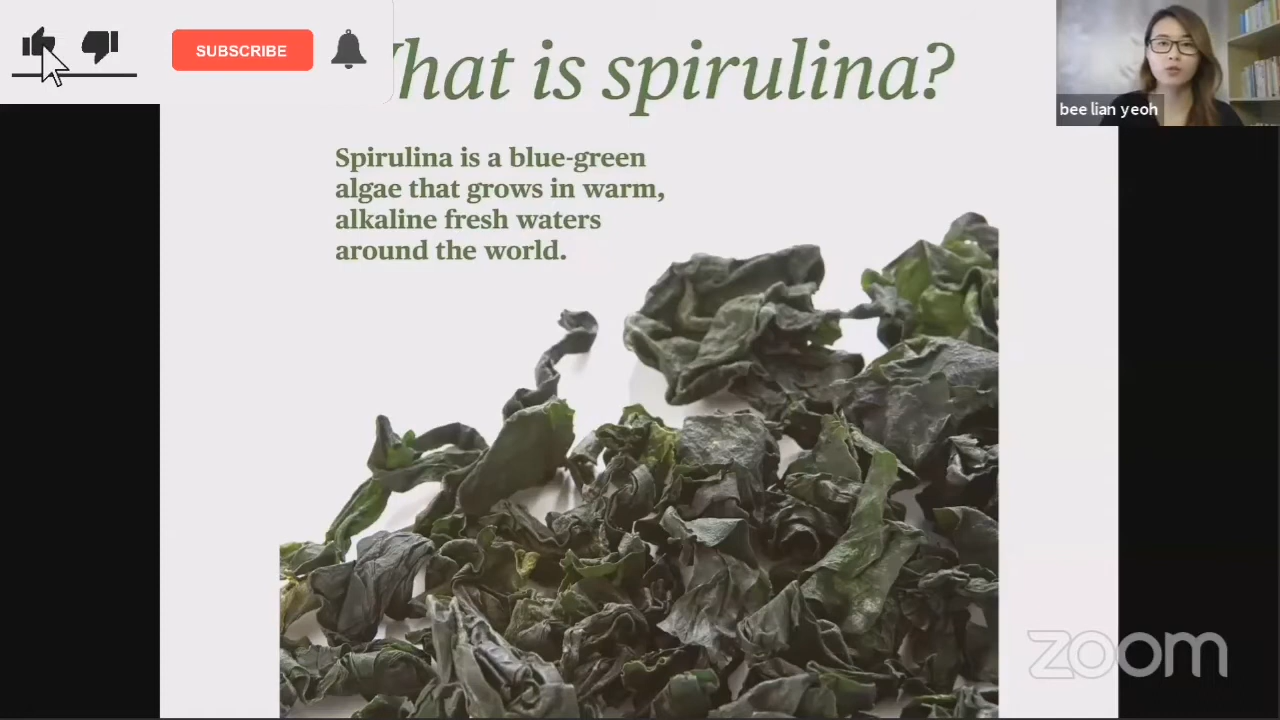 SUBSCRIBE
What is spirulina?
bee lian yeoh
Spirulina is a blue-green
algae that grows in warm,
alkaline fresh waters
around the world.
zoom